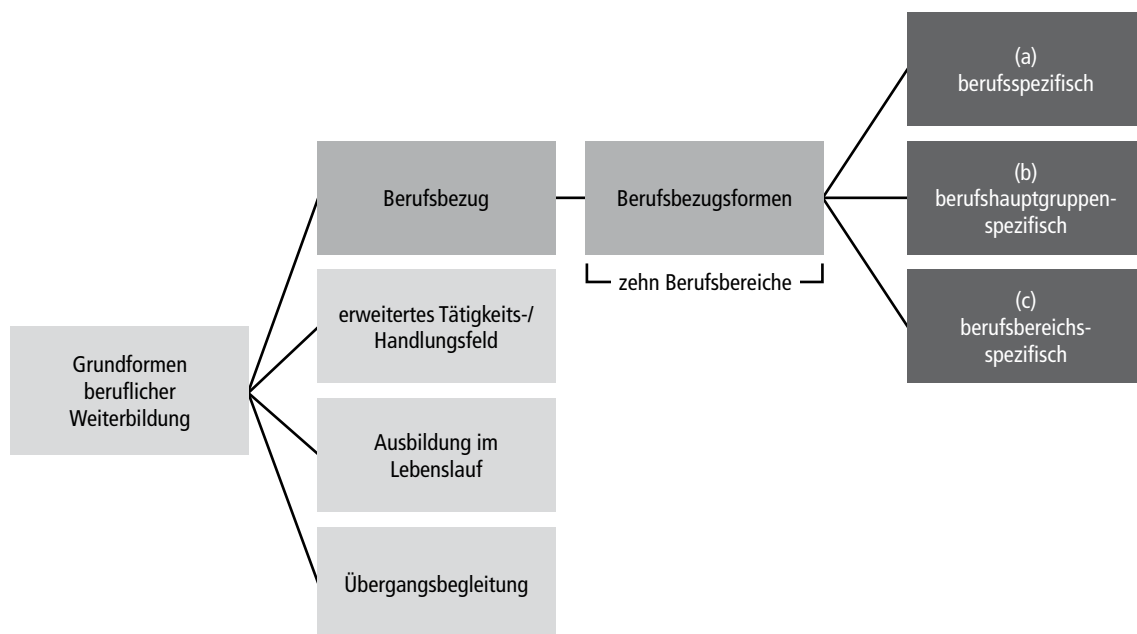 Grundformen
beruflicher
Weiterbildung
Berufsbezug
erweitertes Tätigkeits-/
Handlungsfeld
Ausbildung im
Lebenslauf
Übergangsbegleitung
Berufsbezugsformen
zehn Berufsbereiche
(a)
berufsspezifisch
(b)
berufshauptgruppen-
spezifisch
(c)
berufsbereichs-
spezifisch